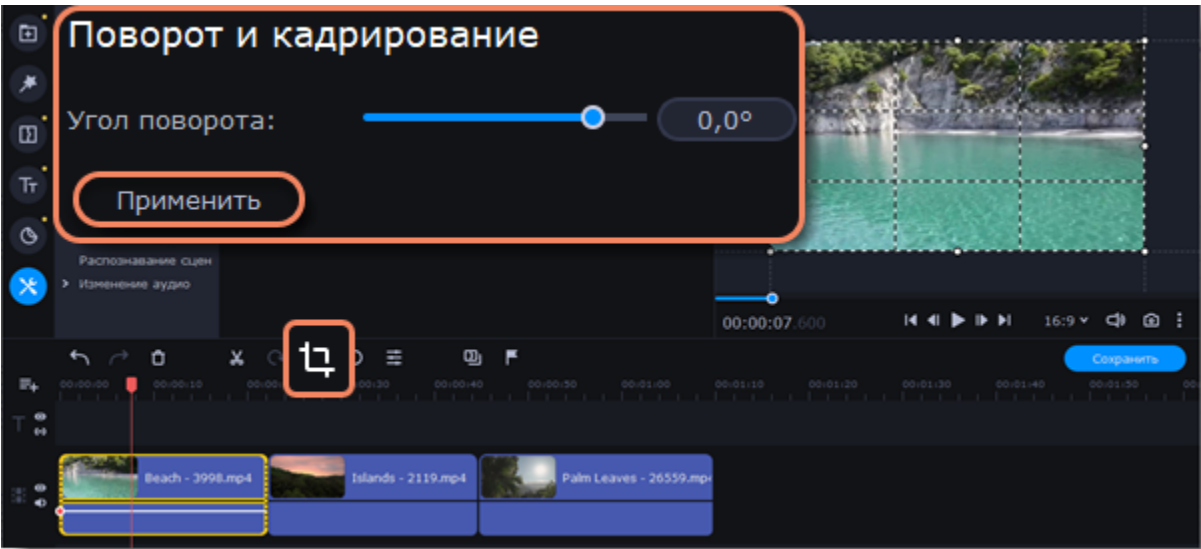 Поворот и кадрирование
Угол поворота:
0,0°
Применить
Распознавание сцен
Изменение аудио
00:00:07.600
16:9
Сохранить
00:00:00 00:00:10 00:00:30 00:00:40 00:00:50 00:01:00 00:01:10 00:01:20 00:01:30 00:01:40 00:01:50
Beach - 3998.mp4 Islands - 2119.mp4 Palm Leaves - 26559.mp